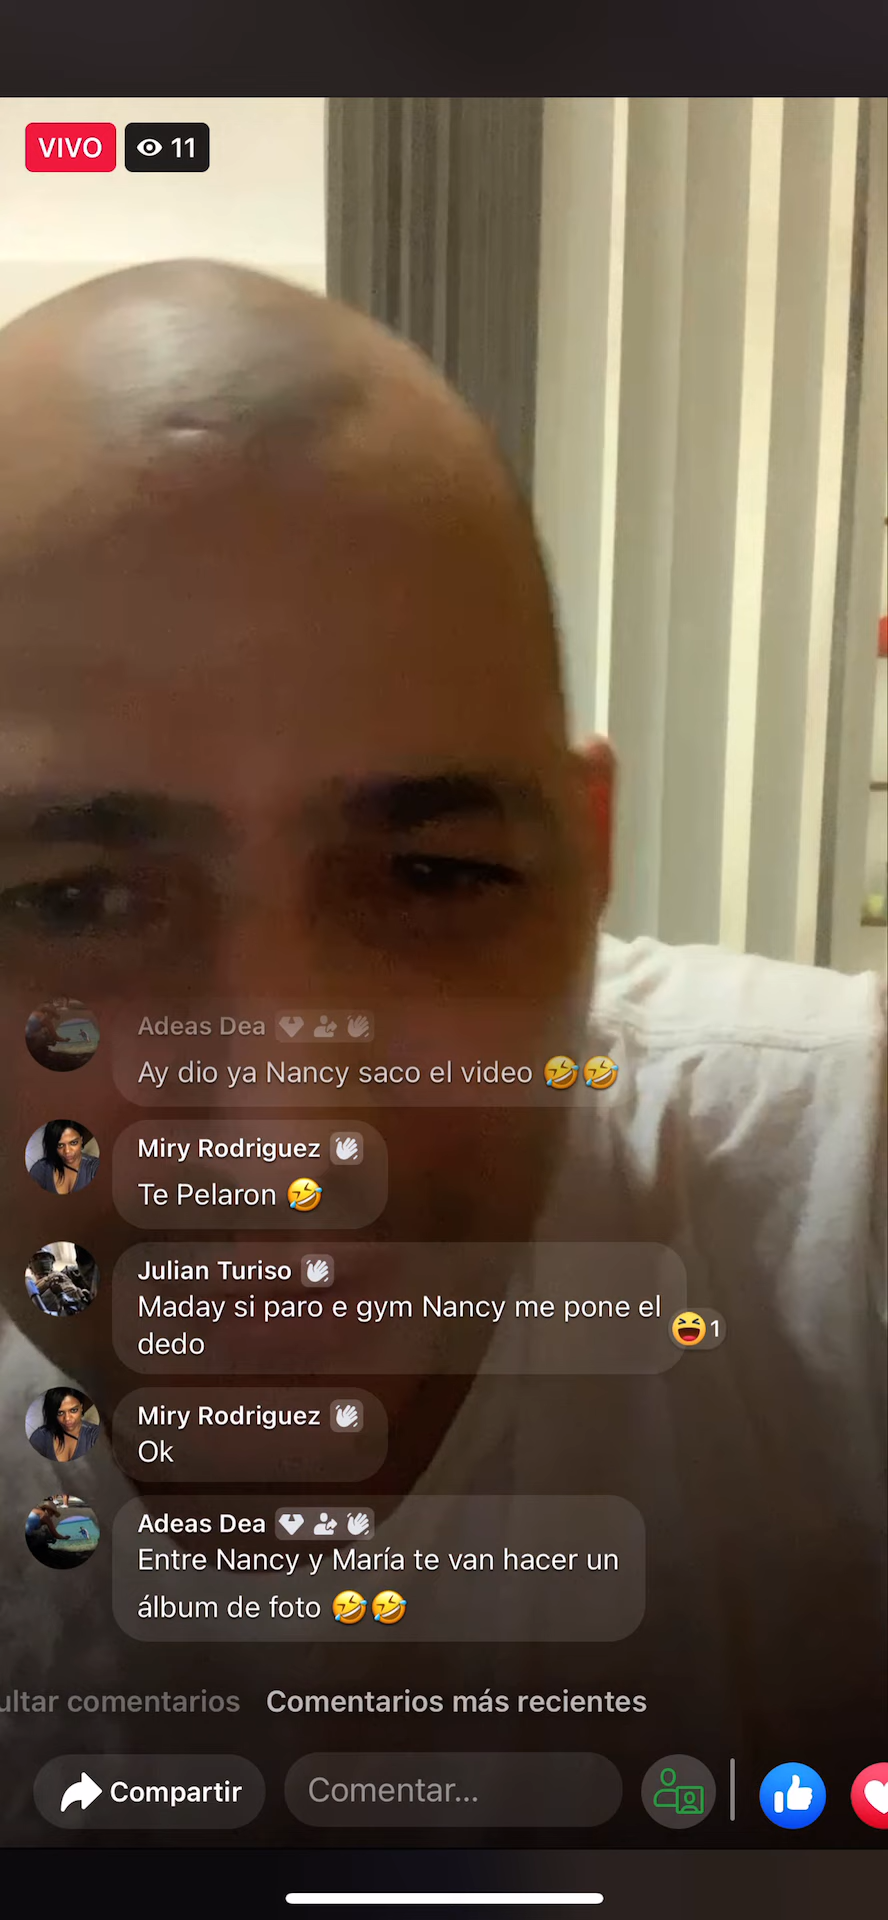 VIVO 11
Adeas Dea
Ay dio ya Nancy saco el video 🤣🤣
Miry Rodriguez
Te Pelaron 🤣
Julian Turiso
Maday si paro e gym Nancy me pone el
dedo
😆1
Miry Rodriguez
Ok
Adeas Dea
Entre Nancy y María te van hacer un
álbum de foto 🤣🤣
ultar comentarios Comentarios más recientes
Compartir Comentar...